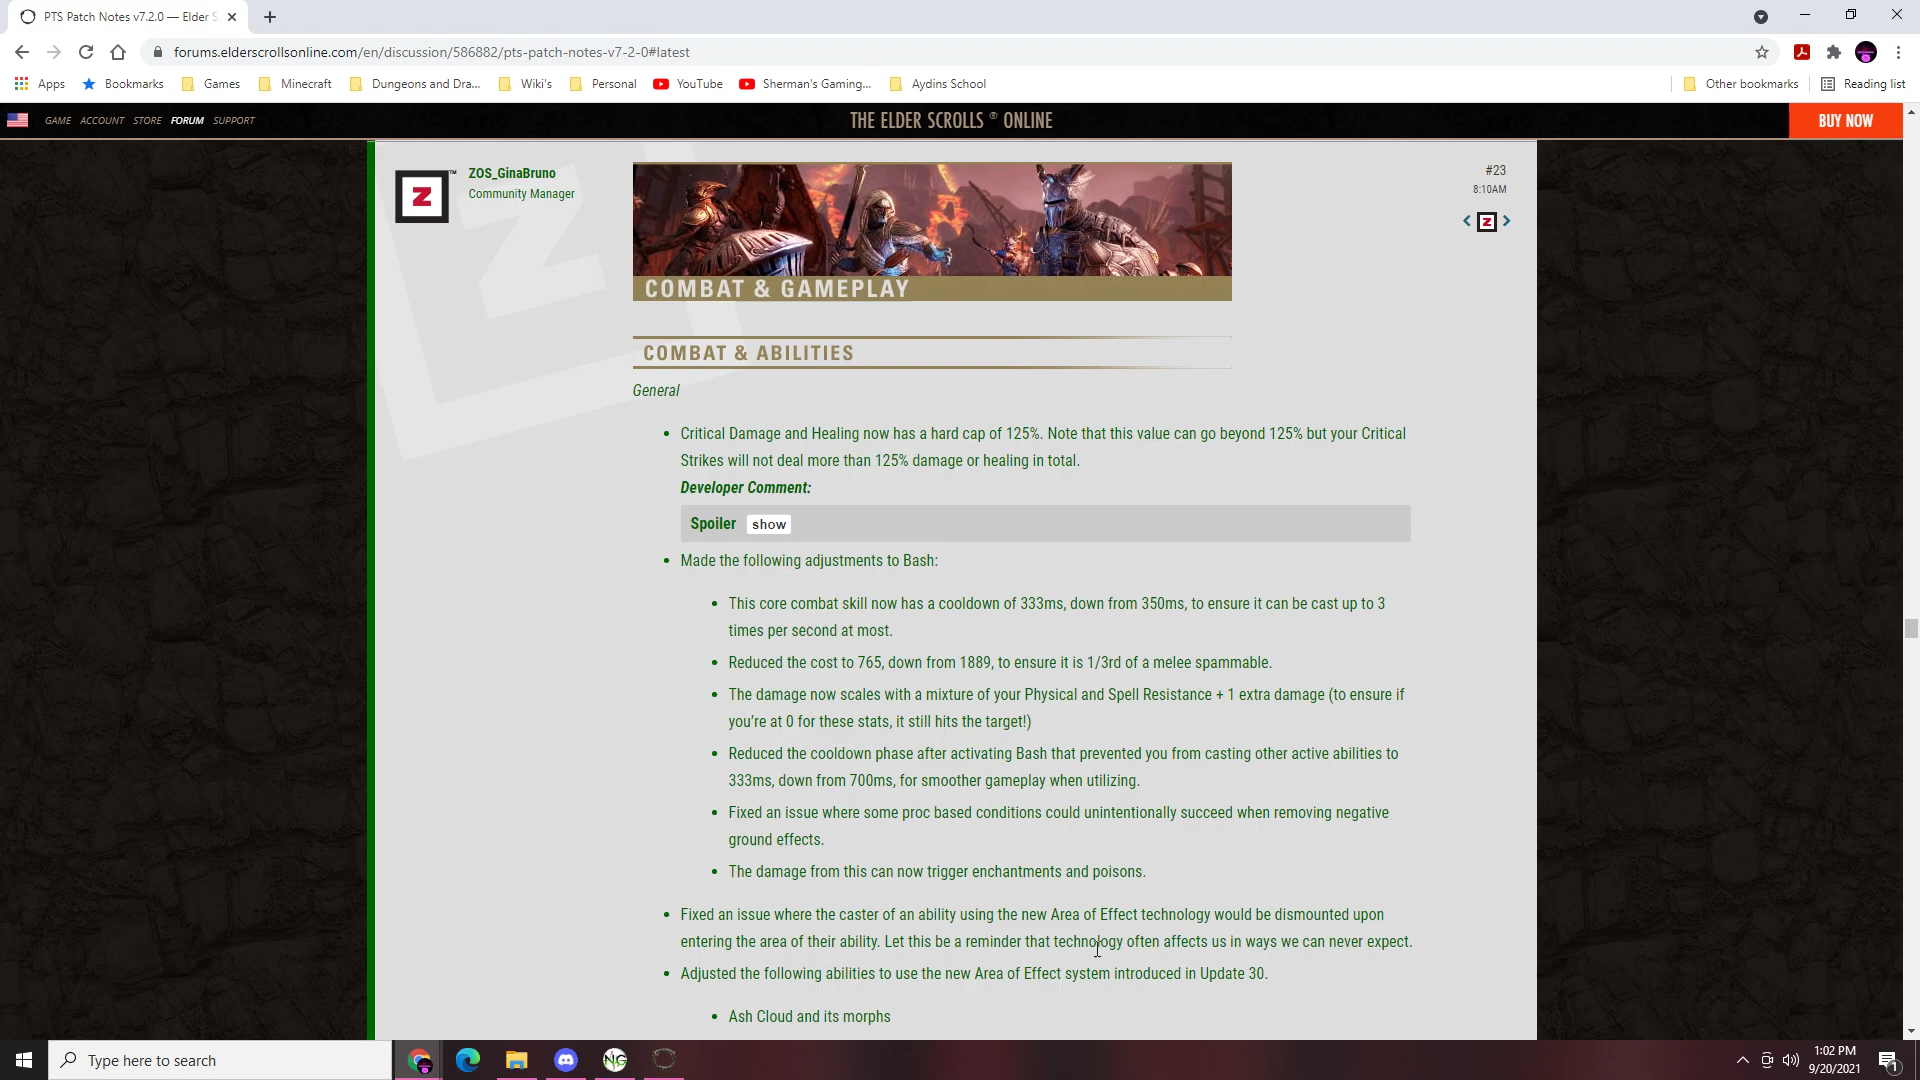 PTS Patch Notes v7.2.0 — Elder S
forums.elderscrollsonline.com/en/discussion/586882/pts-patch-notes-v7-2-0#latest
Apps Bookmarks Games Minecraft Dungeons and Dra... Wiki's Personal YouTube Sherman's Gaming... Aydins School Other bookmarks Reading list
GAME ACCOUNT STORE FORUM SUPPORT THE ELDER SCROLLS ® ONLINE BUY NOW
Z™
ZOS_GinaBruno
Community Manager
#23
8:10AM
< Z >
COMBAT & GAMEPLAY
COMBAT & ABILITIES
General
• Critical Damage and Healing now has a hard cap of 125%. Note that this value can go beyond 125% but your Critical
Strikes will not deal more than 125% damage or healing in total.
Developer Comment:
Spoiler show
• Made the following adjustments to Bash:
• This core combat skill now has a cooldown of 333ms, down from 350ms, to ensure it can be cast up to 3
times per second at most.
• Reduced the cost to 765, down from 1889, to ensure it is 1/3rd of a melee spammable.
• The damage now scales with a mixture of your Physical and Spell Resistance + 1 extra damage (to ensure if
you're at 0 for these stats, it still hits the target!)
• Reduced the cooldown phase after activating Bash that prevented you from casting other active abilities to
333ms, down from 700ms, for smoother gameplay when utilizing.
• Fixed an issue where some proc based conditions could unintentionally succeed when removing negative
ground effects.
• The damage from this can now trigger enchantments and poisons.
• Fixed an issue where the caster of an ability using the new Area of Effect technology would be dismounted upon
entering the area of their ability. Let this be a reminder that technology often affects us in ways we can never expect.
• Adjusted the following abilities to use the new Area of Effect system introduced in Update 30.
• Ash Cloud and its morphs
Type here to search
NG
1:02 PM
9/20/2021
1